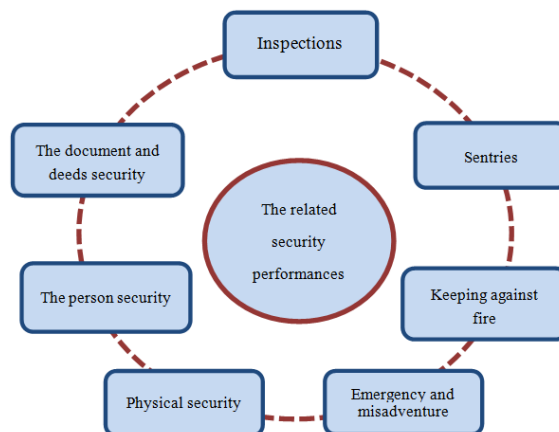 Inspections
Sentries
Keeping against
fire
Emergency and
misadventure
Physical security
The person security
The document and
deeds security
The related
security
performances